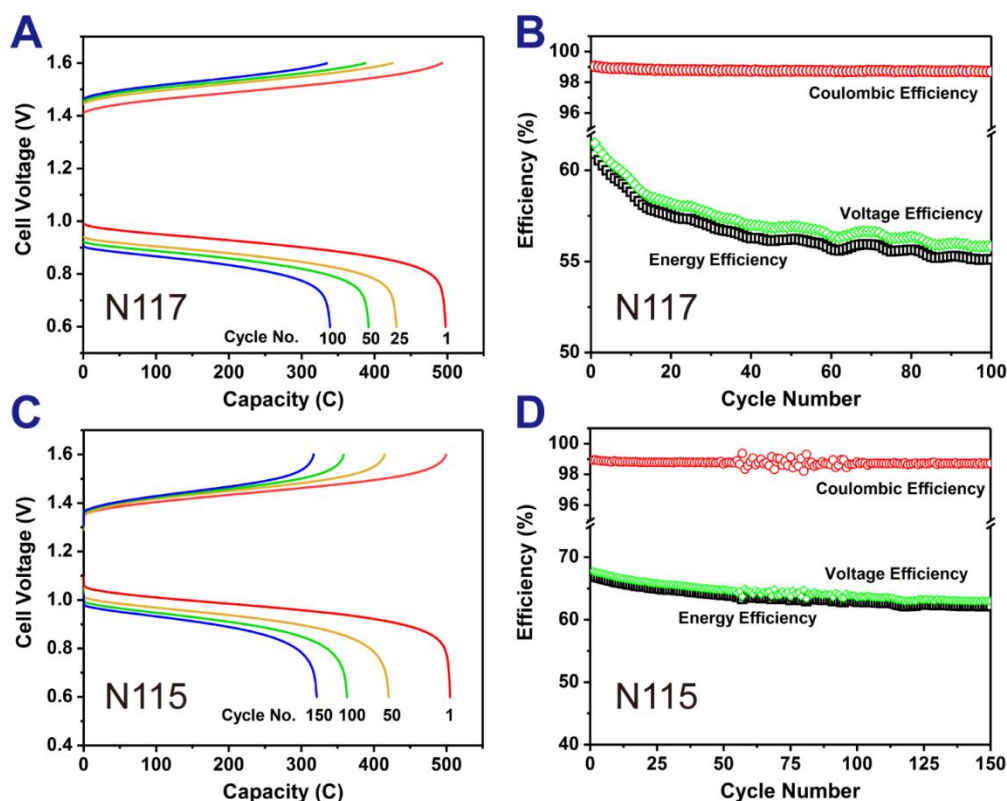 A
Cell Voltage (V)
1.6
1.4
1.2
1.0
0.8
0.6
N117
Cycle No. 100 50 25 1
0 100 200 300 400 500
Capacity (C)
B
Efficiency (%)
100
98
96
60
55
50
Coulombic Efficiency
Voltage Efficiency
Energy Efficiency
N117
0 20 40 60 80 100
Cycle Number
C
Cell Voltage (V)
1.6
1.4
1.2
1.0
0.8
0.6
0.4
N115
Cycle No. 150 100 50 1
0 100 200 300 400 500
Capacity (C)
D
Efficiency (%)
100
98
96
70
60
50
40
Coulombic Efficiency
Voltage Efficiency
Energy Efficiency
N115
0 25 50 75 100 125 150
Cycle Number